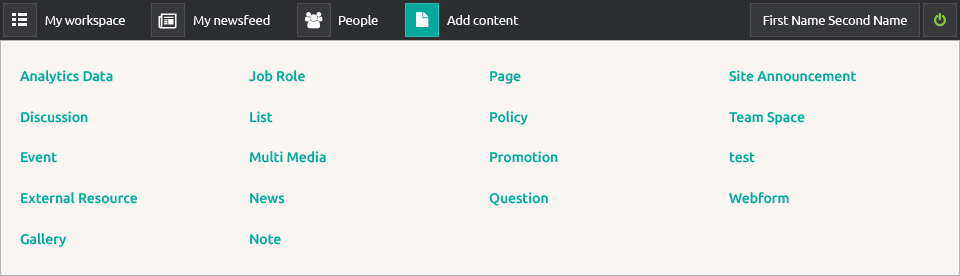 My workspace My newsfeed People Add content First Name Second Name
Analytics Data Job Role Page Site Announcement
Discussion List Policy Team Space
Event Multi Media Promotion test
External Resource News Question Webform
Gallery Note